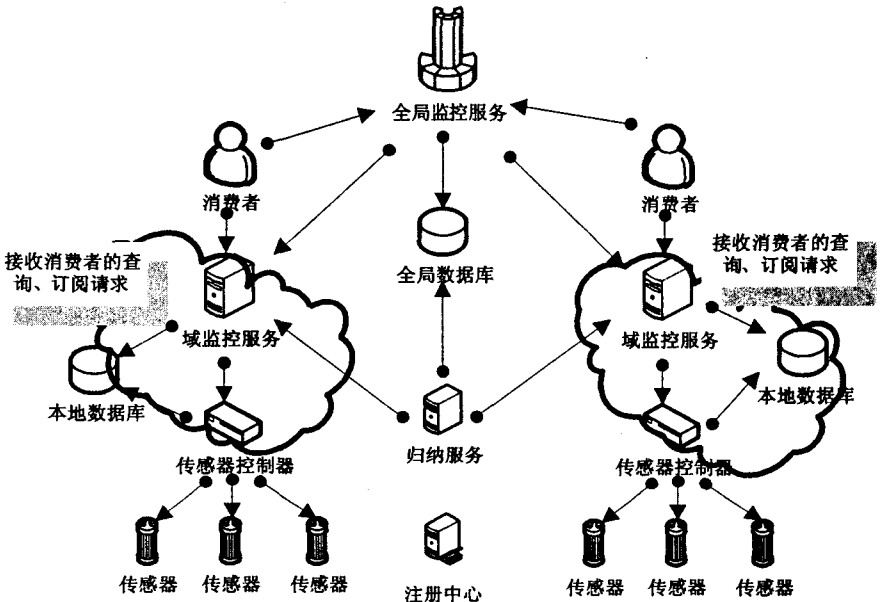 全局监控服务
消费者
消费者
接收消费者的查
询、订阅请求
接收消费者的查
询、订阅请求
全局数据库
域监控服务
域监控服务
本地数据库
本地数据库
传感器控制器
归纳服务
传感器控制器
传感器
传感器
传感器
注册中心
传感器
传感器
传感器